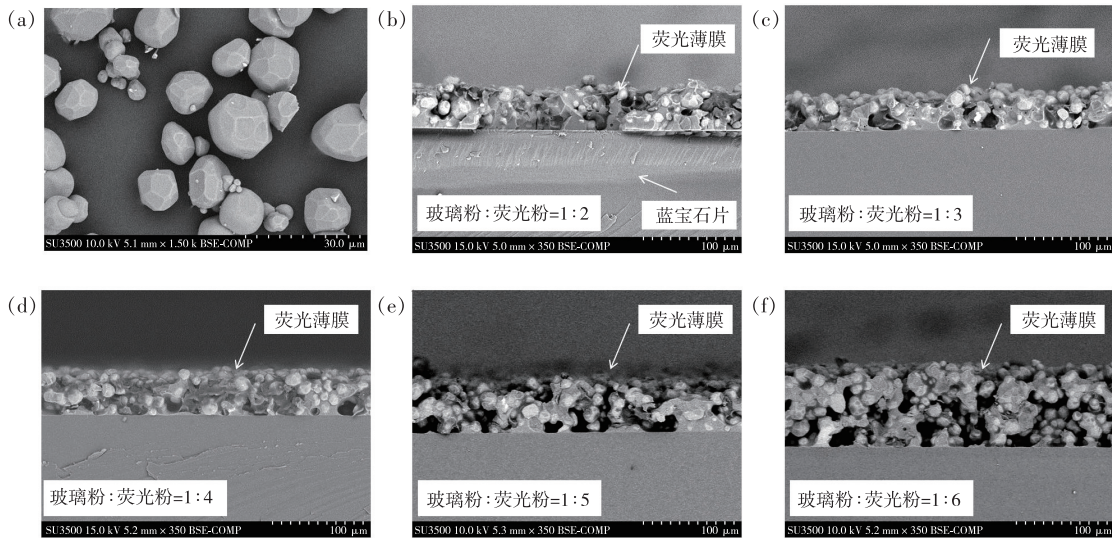 (a)
SU3500 10.0 kV 5.1 mm × 1.50 k BSE-COMP 30.0 μm
(b)
荧光薄膜
玻璃粉:荧光粉=1:2
蓝宝石片
SU3500 15.0 kV 5.0 mm × 350 BSE-COMP 100 μm
(c)
荧光薄膜
玻璃粉:荧光粉=1:3
SU3500 15.0 kV 5.0 mm × 350 BSE-COMP 100 μm
(d)
荧光薄膜
玻璃粉:荧光粉=1:4
SU3500 15.0 kV 5.2 mm × 350 BSE-COMP 100 μm
(e)
荧光薄膜
玻璃粉:荧光粉=1:5
SU3500 10.0 kV 5.3 mm × 350 BSE-COMP 100 μm
(f)
荧光薄膜
玻璃粉:荧光粉=1:6
SU3500 10.0 kV 5.2 mm × 350 BSE-COMP 100 μm